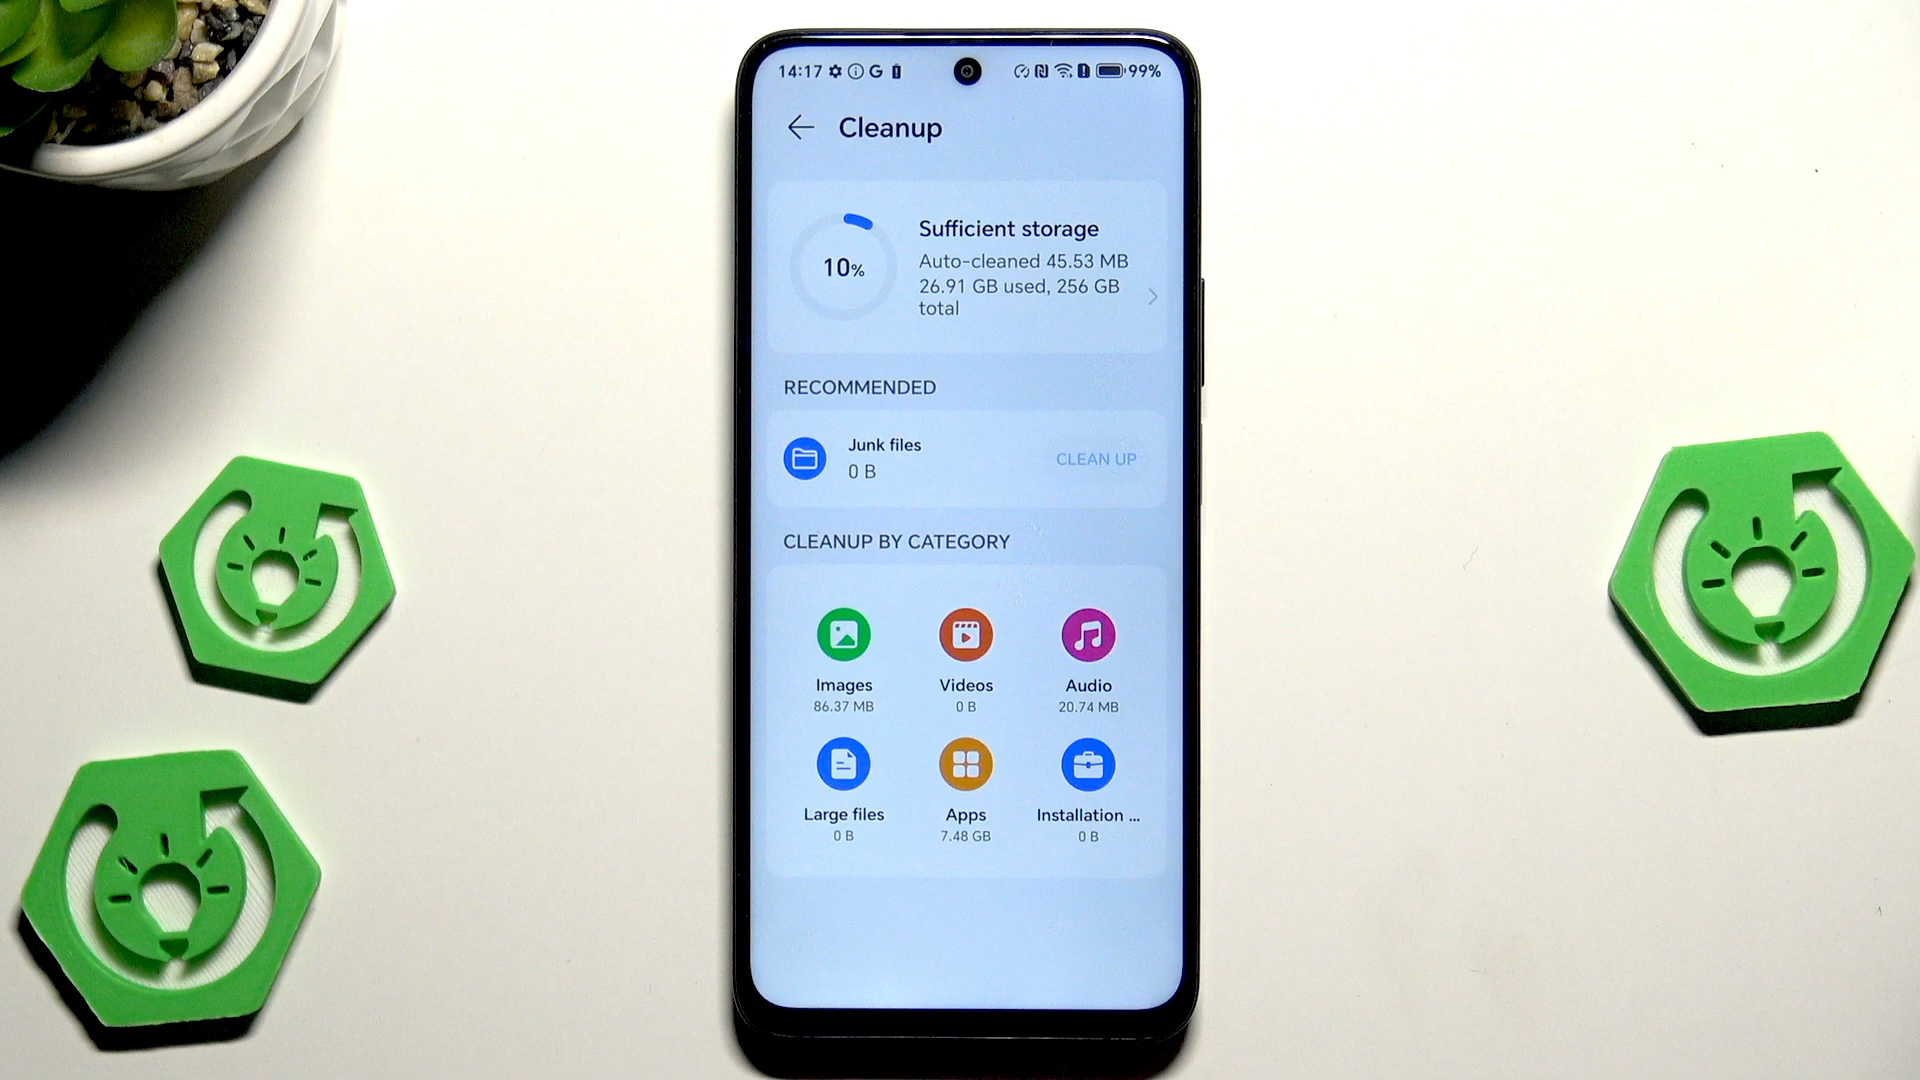 14:17 99%
Cleanup
10%
Sufficient storage
Auto-cleaned 45.53 MB
26.91 GB used, 256 GB
total
RECOMMENDED
Junk files
0 B
CLEAN UP
CLEANUP BY CATEGORY
Images Videos Audio
86.37 MB 0 B 20.74 MB
Large files Apps Installation ...
0 B 7.48 GB 0 B